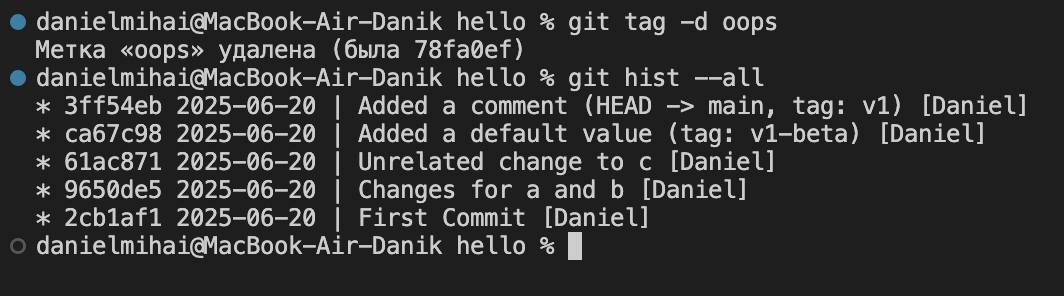 danielmihai@MacBook-Air-Danik hello % git tag -d oops
Метка «oops» удалена (была 78fa0ef)
danielmihai@MacBook-Air-Danik hello % git hist --all
* 3ff54eb 2025-06-20 | Added a comment (HEAD -> main, tag: v1) [Daniel]
* ca67c98 2025-06-20 | Added a default value (tag: v1-beta) [Daniel]
* 61ac871 2025-06-20 | Unrelated change to c [Daniel]
* 9650de5 2025-06-20 | Changes for a and b [Daniel]
* 2cb1af1 2025-06-20 | First Commit [Daniel]
danielmihai@MacBook-Air-Danik hello %